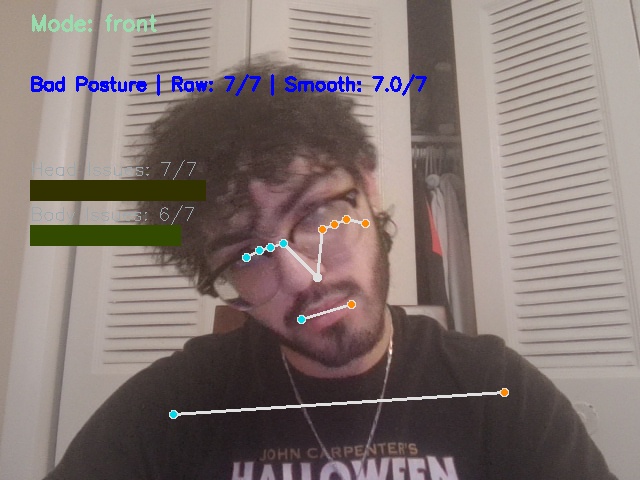 Mode: front
Bad Posture | Raw: 7/7 | Smooth: 7.0/7
Head Issues: 7/7
Issues: 6/7
JOHN CARPENTER'S
HALLOWEEN